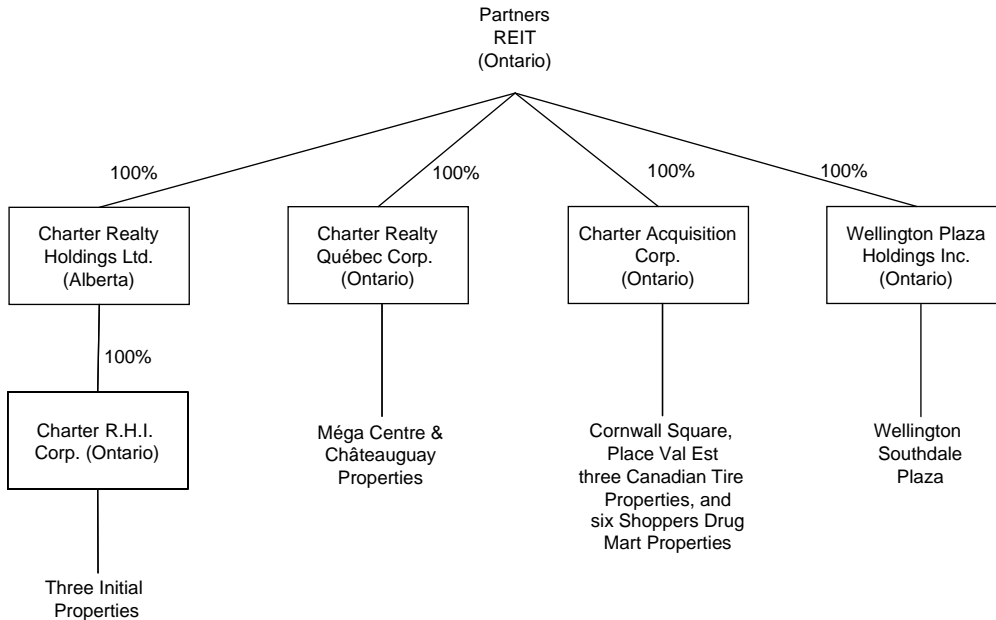 Partners
REIT
(Ontario)
100%
100%
100%
100%
Charter Realty
Holdings Ltd.
(Alberta)
Charter Realty
Québec Corp.
(Ontario)
Charter Acquisition
Corp.
(Ontario)
Wellington Plaza
Holdings Inc.
(Ontario)
100%
Charter R.H.I.
Corp. (Ontario)
Méga Centre &
Châteauguay
Properties
Cornwall Square,
Place Val Est
three Canadian Tire
Properties, and
six Shoppers Drug
Mart Properties
Wellington
Southdale
Plaza
Three Initial
Properties